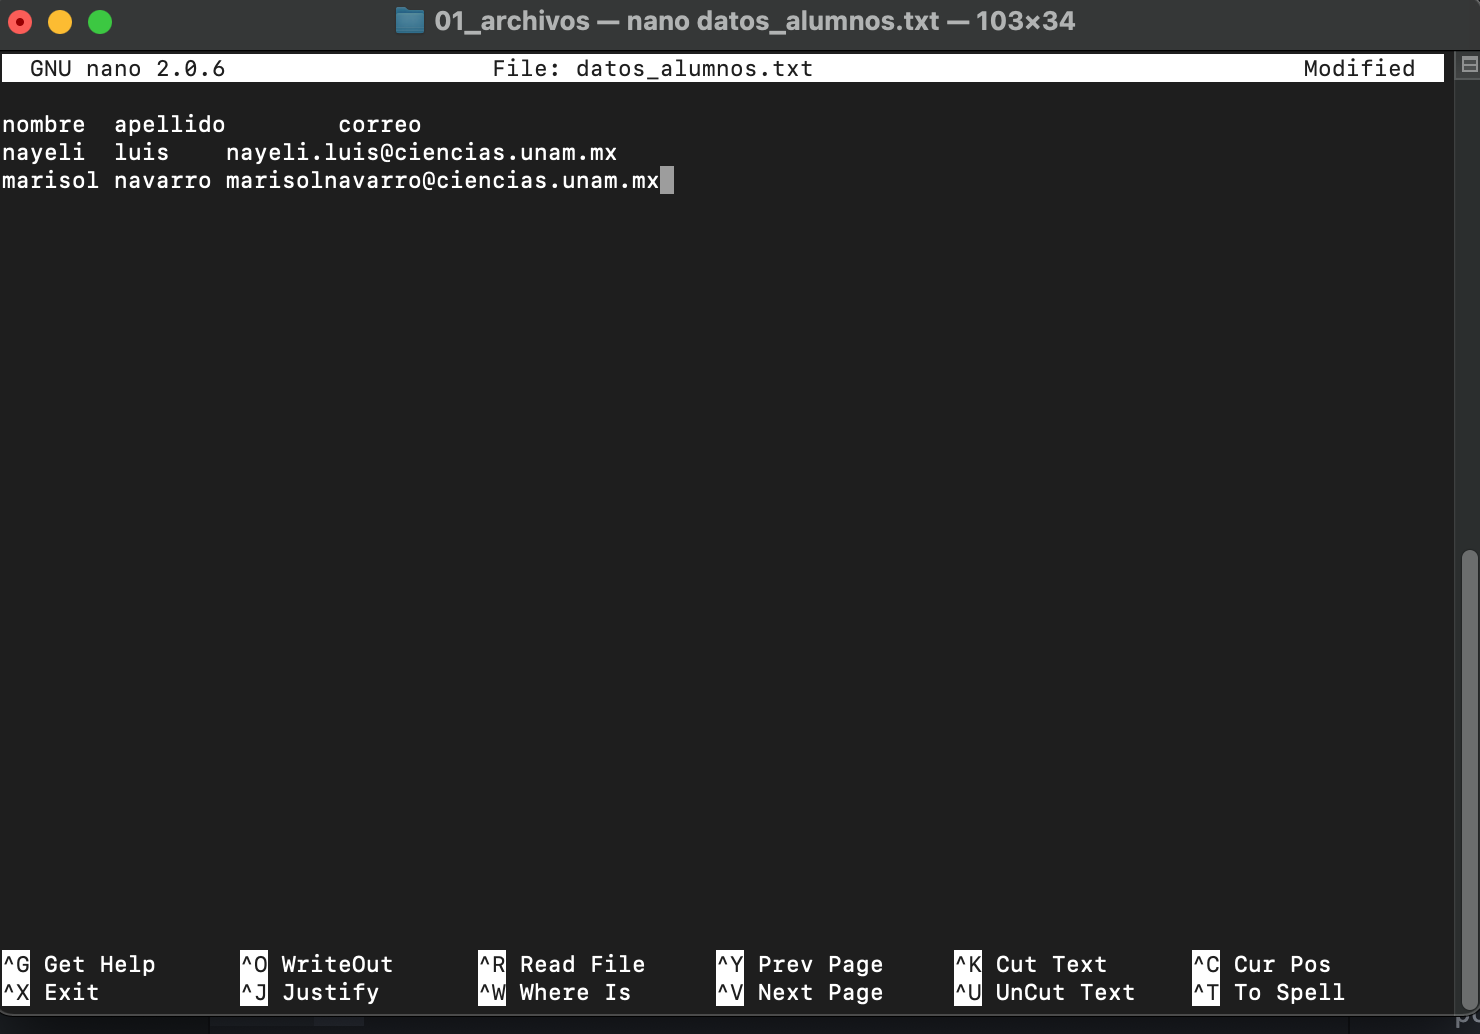 01_archivos — nano datos_alumnos.txt — 103×34
GNU nano 2.0.6 File: datos_alumnos.txt Modified
nombre apellido correo
nayeli luis nayeli.luis@ciencias.unam.mx
marisol navarro marisolnavarro@ciencias.unam.mx
^G Get Help ^O WriteOut ^R Read File ^Y Prev Page ^K Cut Text ^C Cur Pos
^X Exit ^J Justify ^W Where Is ^V Next Page ^U UnCut Text ^T To Spell